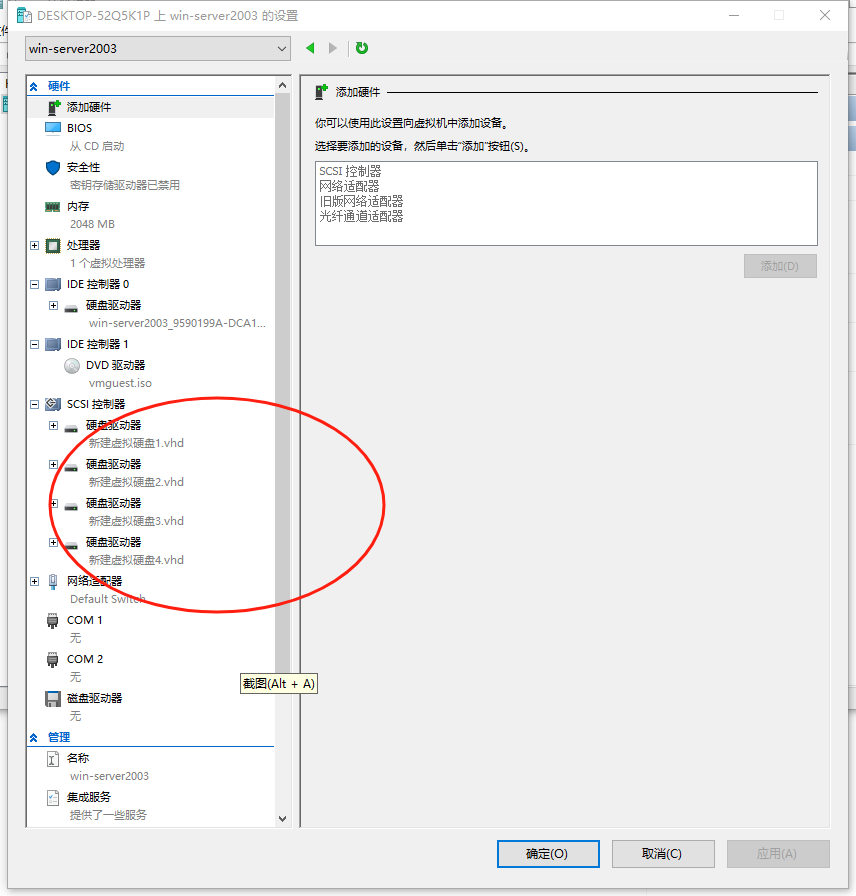 DESKTOP-52Q5K1P 上 win-server2003 的设置
win-server2003
硬件
添加硬件
BIOS
从 CD 启动
安全性
密钥存储驱动器已禁用
内存
2048 MB
处理器
1 个虚拟处理器
IDE 控制器 0
硬盘驱动器
win-server2003_9590199A-DCA1...
IDE 控制器 1
DVD 驱动器
vmguest.iso
SCSI 控制器
硬盘驱动器
新建虚拟硬盘1.vhd
硬盘驱动器
新建虚拟硬盘2.vhd
硬盘驱动器
新建虚拟硬盘3.vhd
硬盘驱动器
新建虚拟硬盘4.vhd
网络适配器
Default Switch
COM 1
无
COM 2
无
磁盘驱动器
无
管理
名称
win-server2003
集成服务
提供了一些服务
添加硬件
你可以使用此设置向虚拟机中添加设备。
选择要添加的设备，然后单击"添加"按钮(S)。
SCSI 控制器
网络适配器
旧版网络适配器
光纤通道适配器
添加(D)
截图(Alt + A)
确定(O)
取消(C)
应用(A)